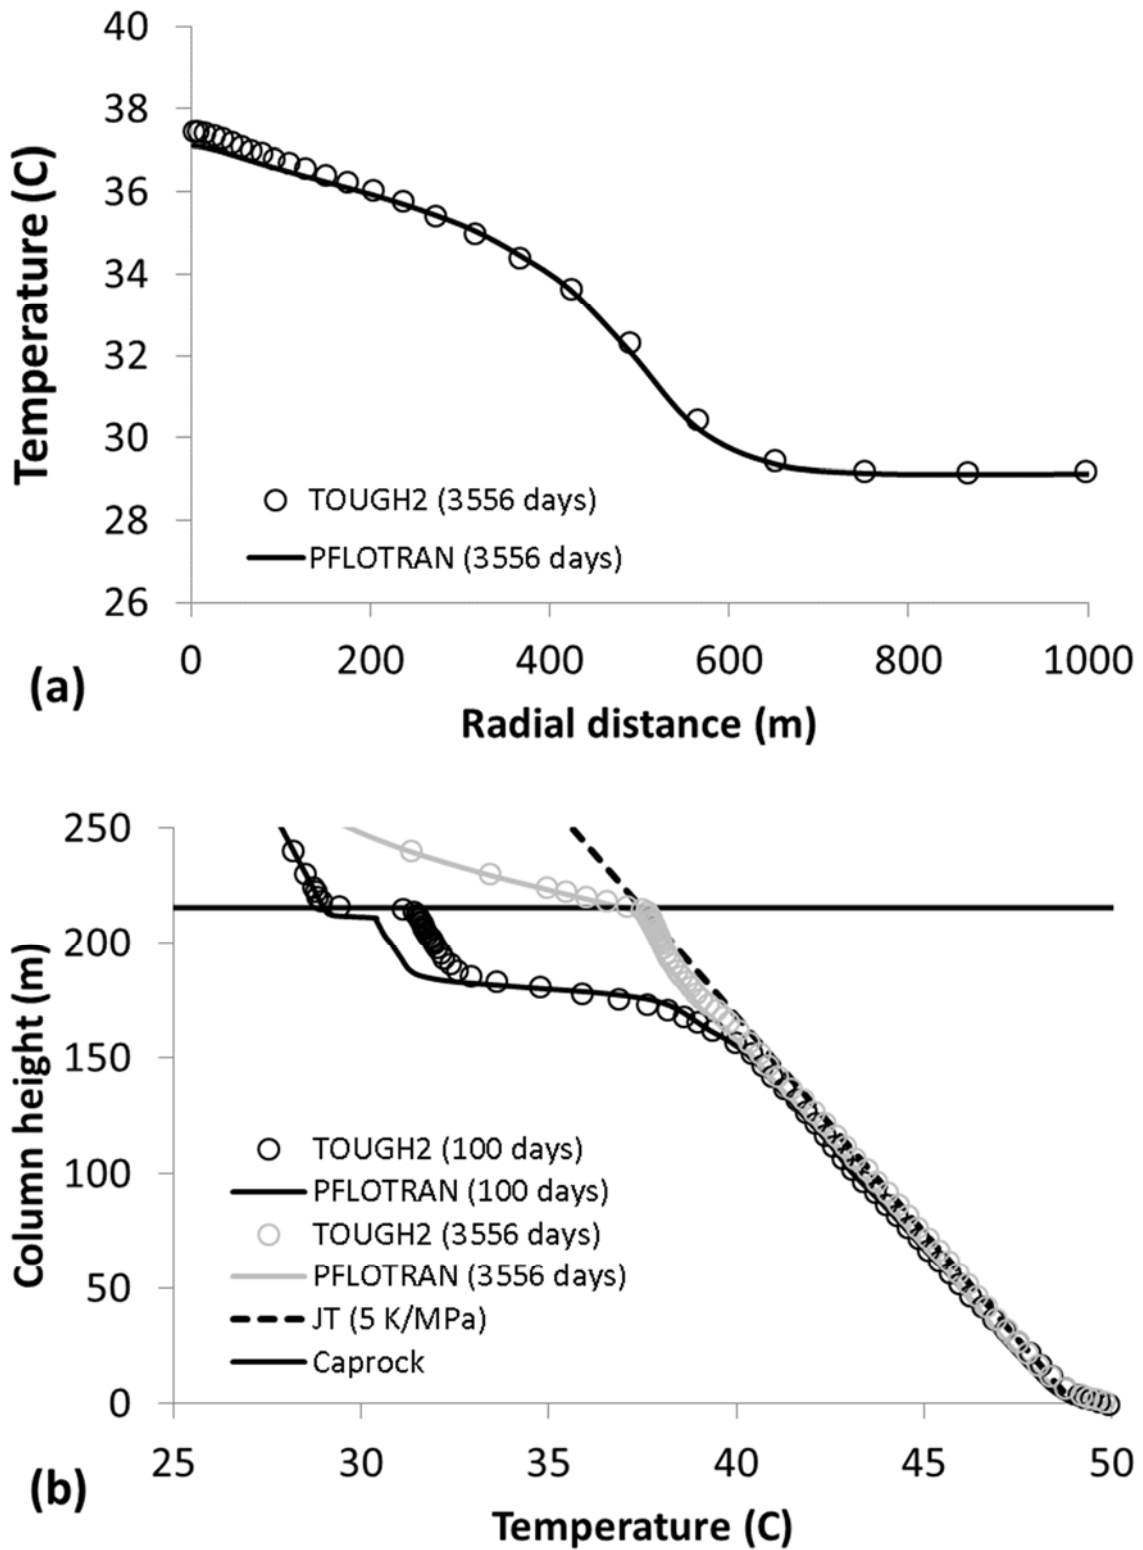 40
38
36
34
32
30
28
26
Temperature (C)
TOUGH2 (3556 days)
PFLOTRAN (3556 days)
0 200 400 600 800 1000
(a)
Radial distance (m)
250
200
150
100
50
0
Column height (m)
TOUGH2 (100 days)
PFLOTRAN (100 days)
TOUGH2 (3556 days)
PFLOTRAN (3556 days)
JT (5 K/MPa)
Caprock
25 30 35 40 45 50
(b)
Temperature (C)